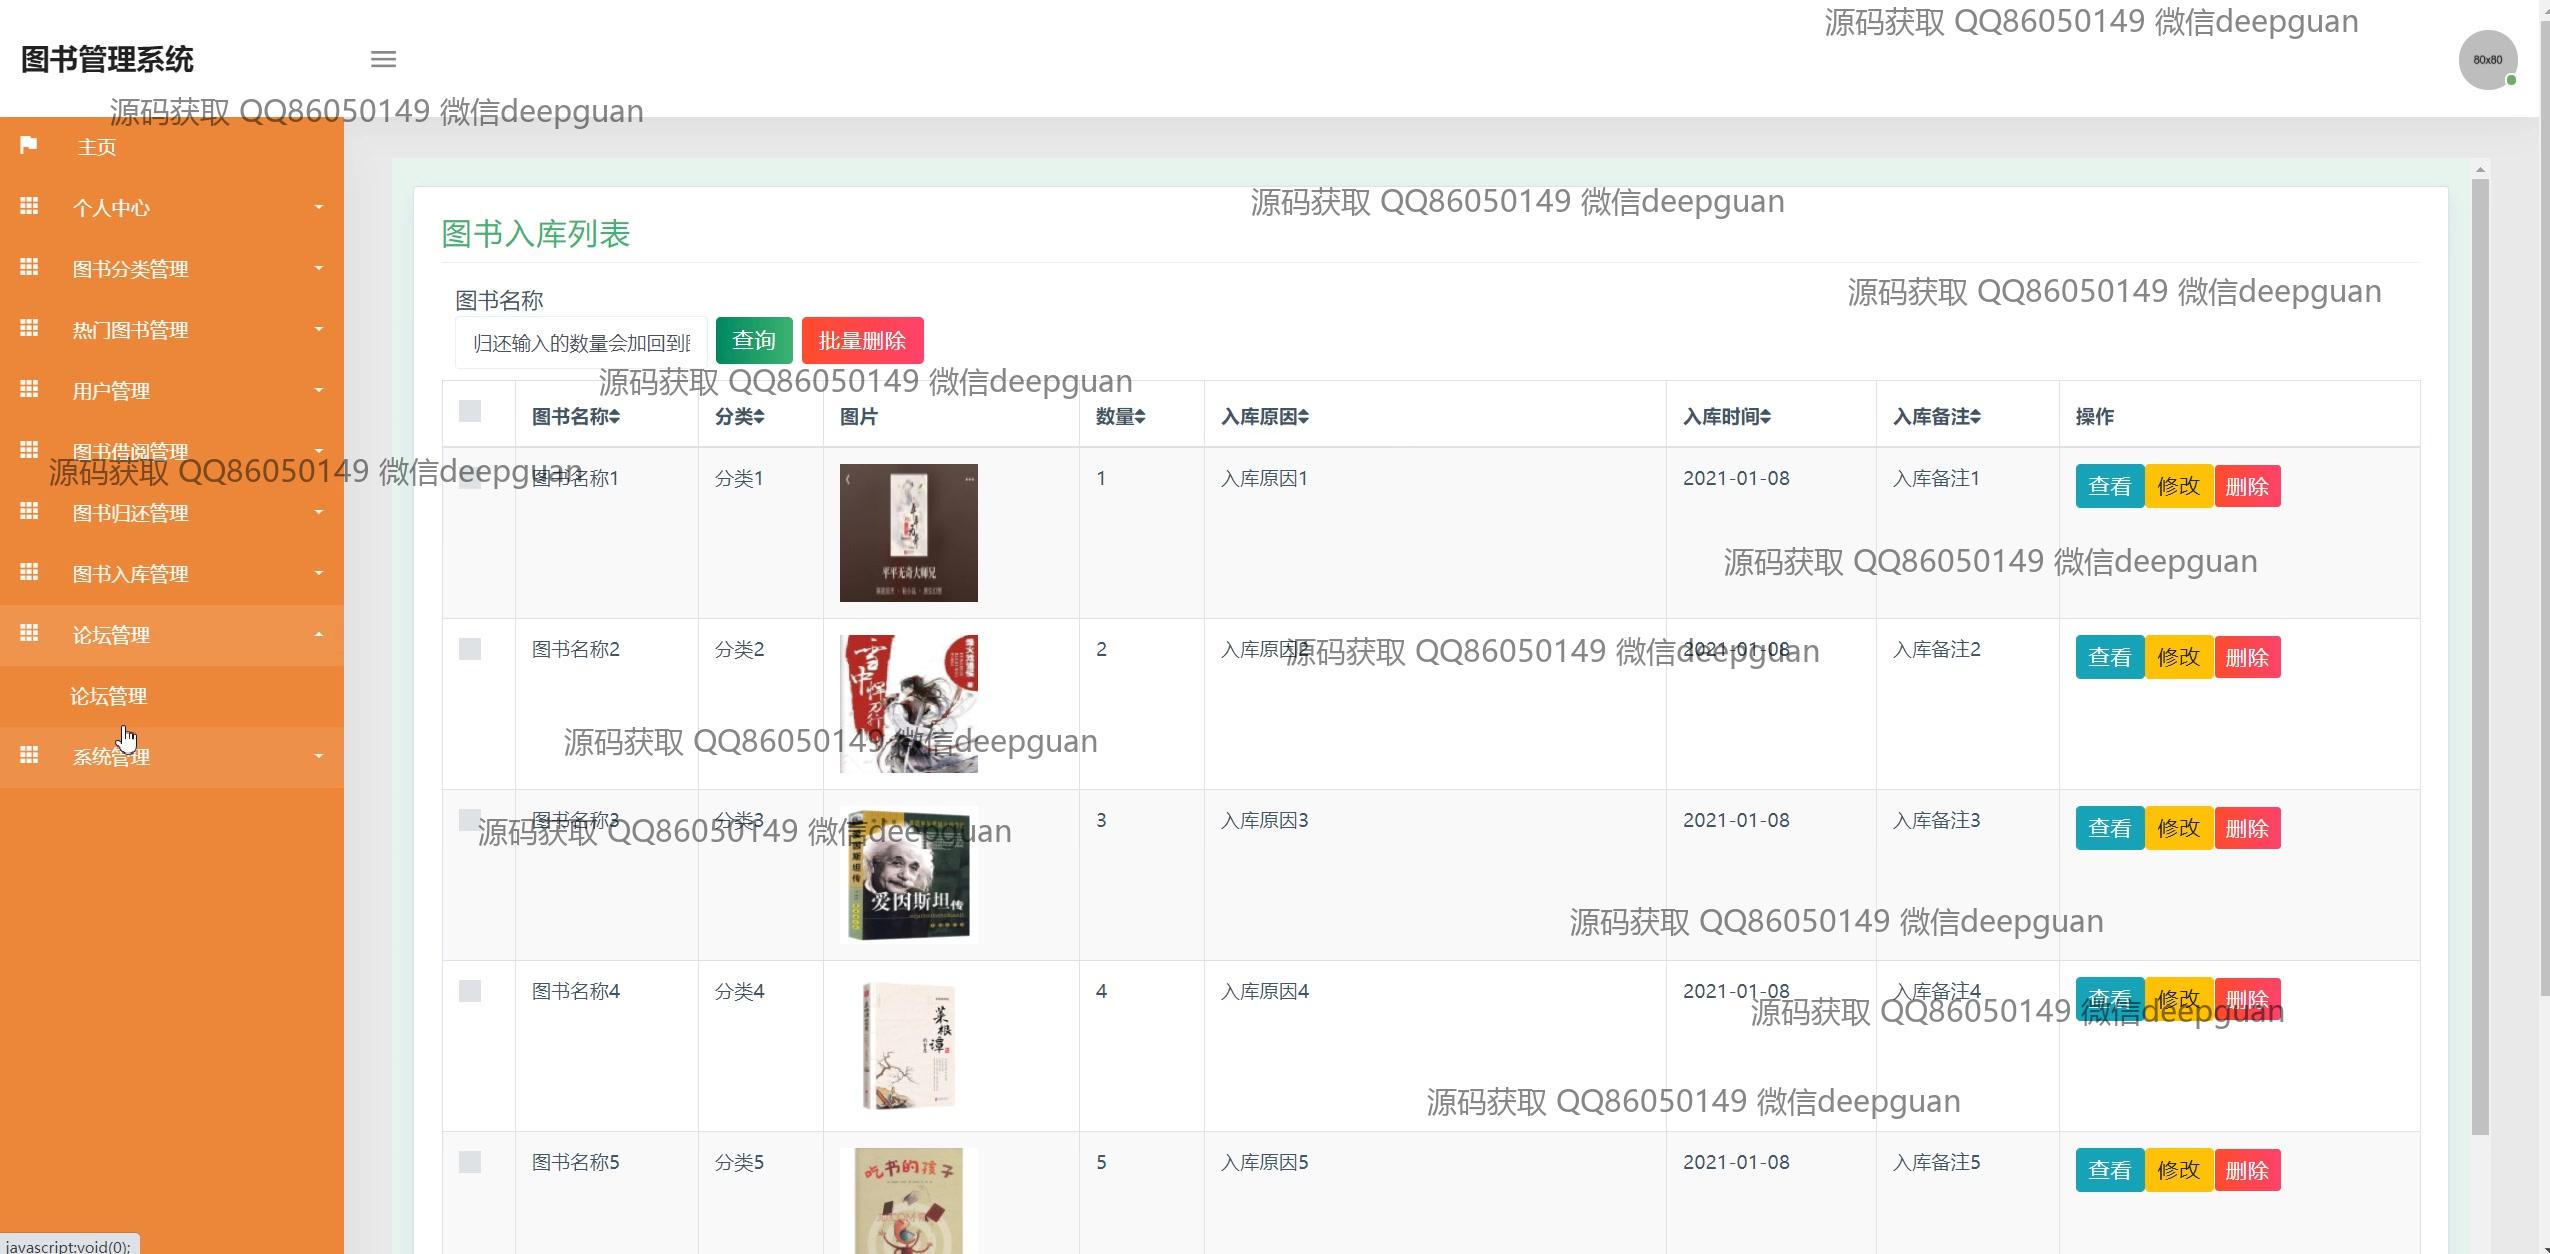 源码获取 QQ86050149 微信deepguan
图书管理系统
80x80
源码获取 QQ86050149 微信deepguan
主页
个人中心
图书分类管理
热门图书管理
用户管理
图书借阅管理
图书归还管理
图书入库管理
论坛管理
论坛管理
系统管理
源码获取 QQ86050149 微信deepguan
图书入库列表
源码获取 QQ86050149 微信deepguan
图书名称
归还输入的数量会加回到 查询 批量删除
源码获取 QQ86050149 微信deepguan
图书名称 分类 图片 数量 入库原因 入库时间 入库备注 操作
源码获取 QQ86050149 微信deepguan
图书名称1 分类1 1 入库原因1 2021-01-08 入库备注1 查看 修改 删除
平平无奇大师兄
源码获取 QQ86050149 微信deepguan
图书名称2 分类2 2 入库原因2 2021-01-08 入库备注2 查看 修改 删除
源码获取 QQ86050149 微信deepguan
雪中悍刀行
源码获取 QQ86050149 微信deepguan
图书名称3 分类3 3 入库原因3 2021-01-08 入库备注3 查看 修改 删除
源码获取 QQ86050149 微信deepguan
爱因斯坦传
爱因斯坦传
源码获取 QQ86050149 微信deepguan
图书名称4 分类4 4 入库原因4 2021-01-08 入库备注4 查看 修改 删除
源码获取 QQ86050149 微信deepguan
菜根谭
源码获取 QQ86050149 微信deepguan
图书名称5 分类5 5 入库原因5 2021-01-08 入库备注5 查看 修改 删除
吃书的孩子
javascript:void(0);